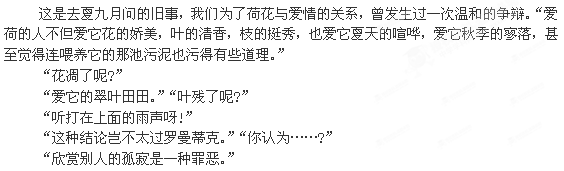 这是去夏九月间的旧事，我们为了荷花与爱情的关系，曾发生过一次温和的争辩。“爱
荷的人不但爱它花的娇美，叶的清香，枝的挺秀，也爱它夏天的喧哗，爱它秋季的寥落，甚
至觉得连喂养它的那池污泥也污得有些道理。”
“花凋了呢？”
“爱它的翠叶田田。”“叶残了呢？”
“听打在上面的雨声呀！”
“这种结论岂不太过罗曼蒂克。”“你认为……？”
“欣赏别人的孤寂是一种罪恶。”